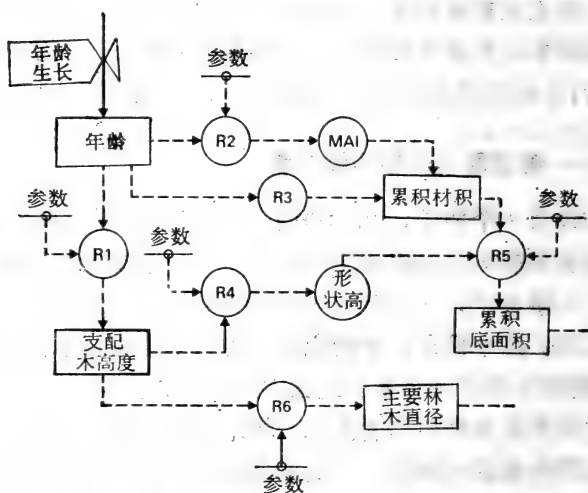 年龄
生长
参数
年龄
R2
MAI
R3
累积材积
参数
参数
参数
R1
R4
形
状高
R5
支配
木高度
累积
底面积
R6
主要林
木直径
参数